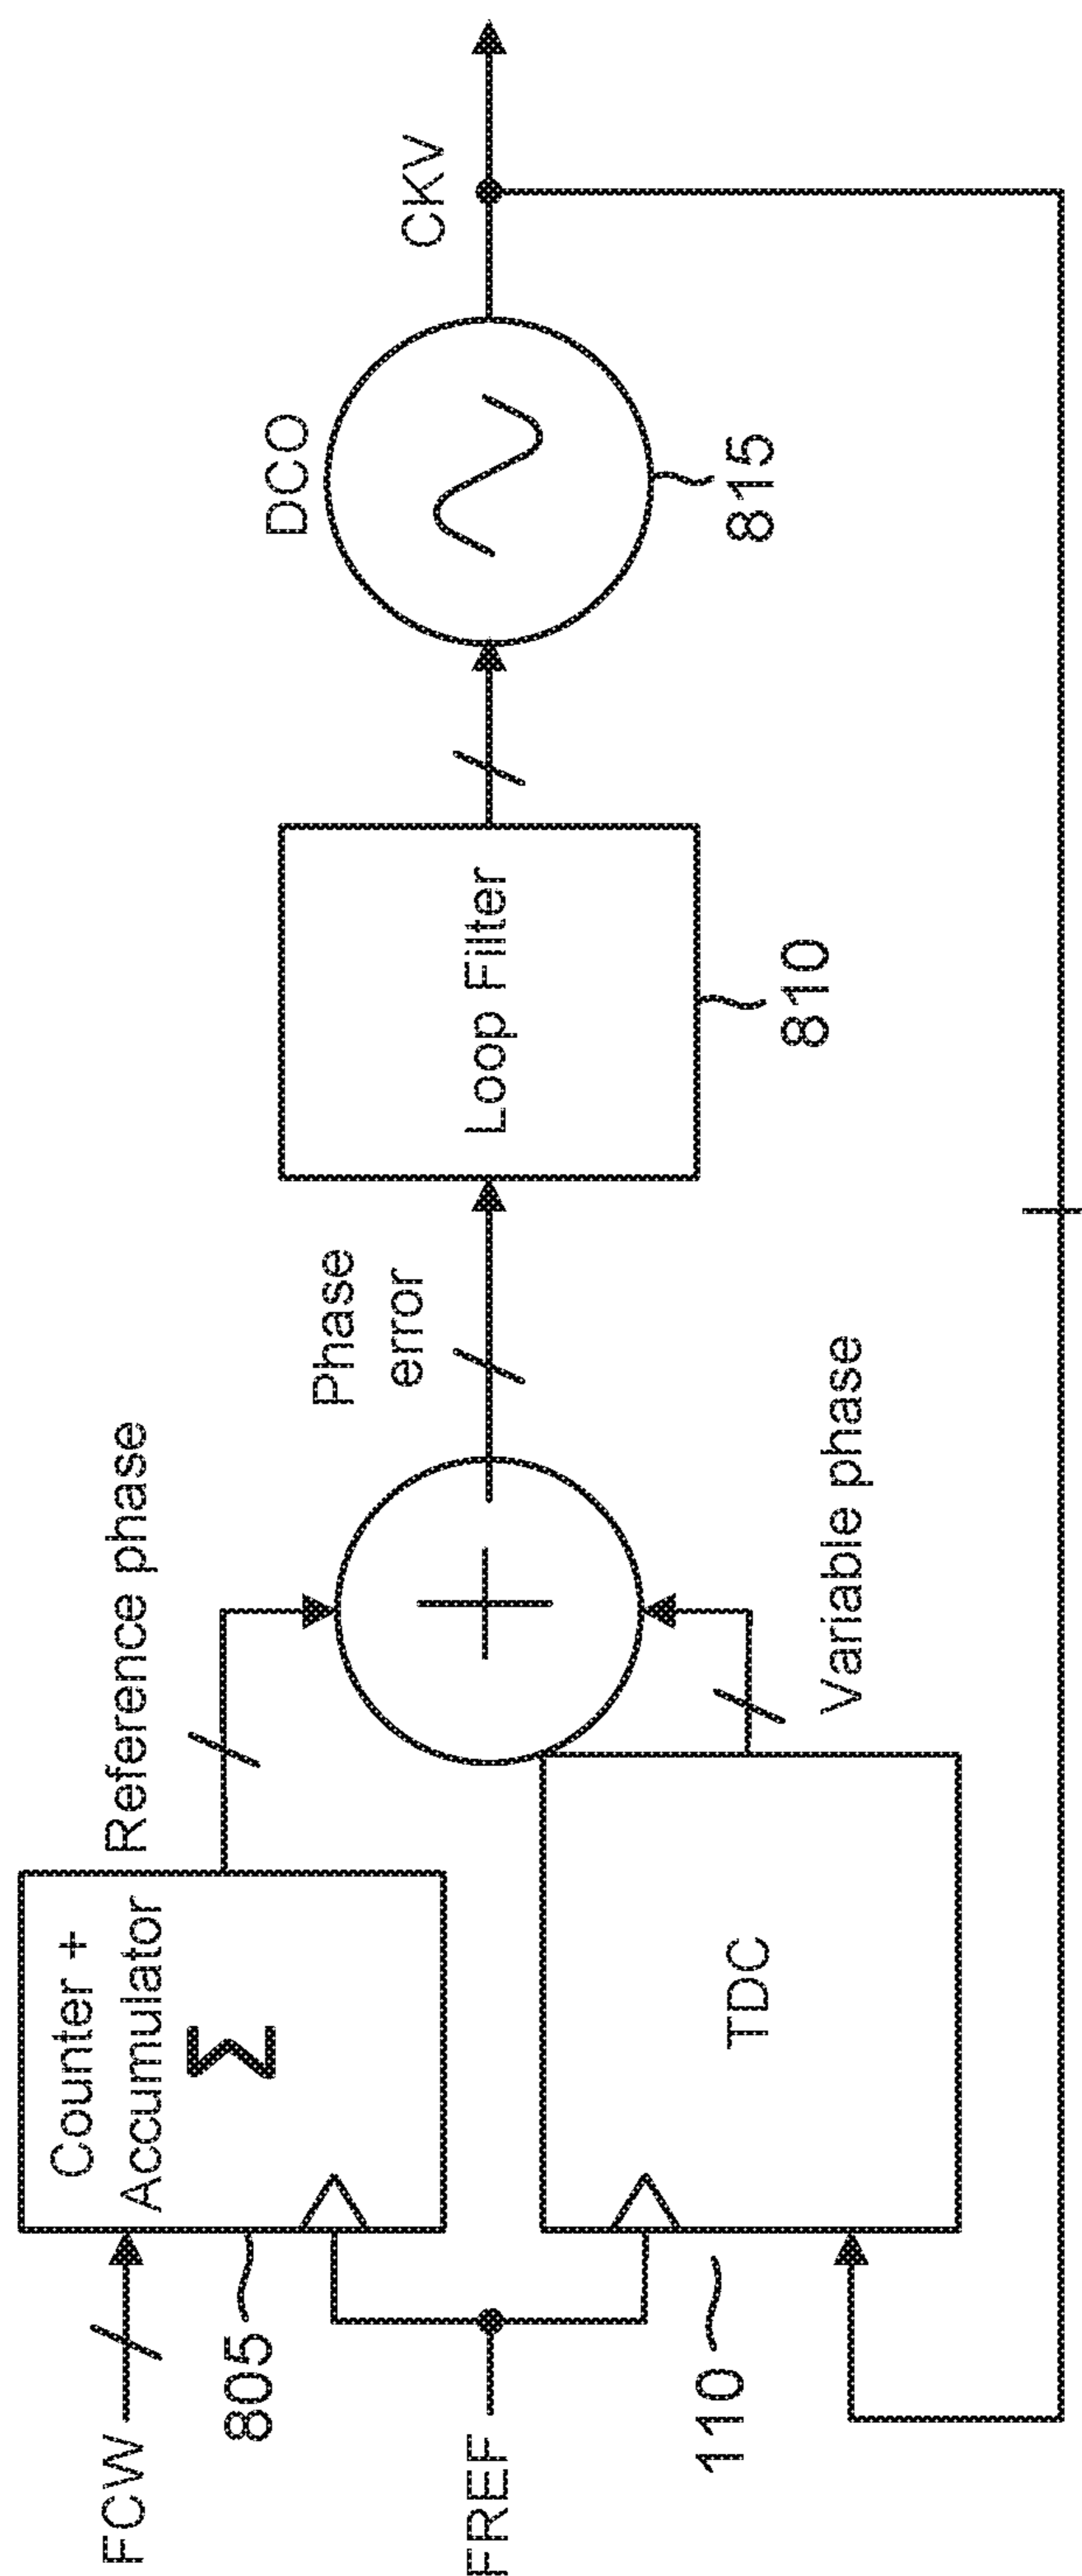 FCW
805
Counter +
Accumulator
Σ
Reference phase
FREF
110
TDC
Variable phase
+
Phase
error
Loop Filter
810
DCO
815
CKV